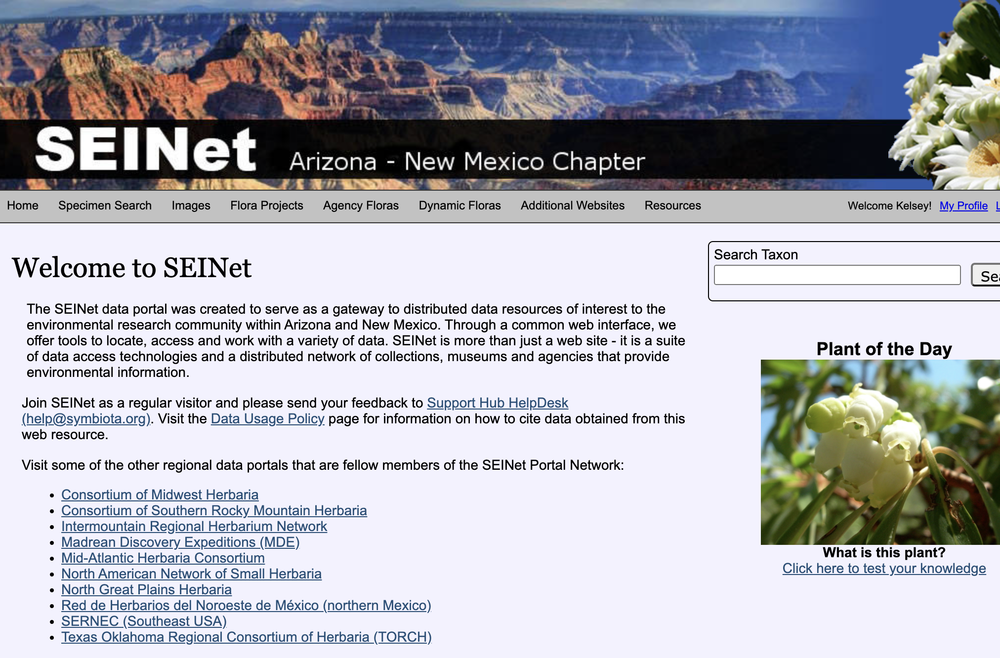 SEINet Arizona - New Mexico Chapter
Home Specimen Search Images Flora Projects Agency Floras Dynamic Floras Additional Websites Resources Welcome Kelsey! My Profile
Welcome to SEINet
The SEINet data portal was created to serve as a gateway to distributed data resources of interest to the
environmental research community within Arizona and New Mexico. Through a common web interface, we
offer tools to locate, access and work with a variety of data. SEINet is more than just a web site - it is a suite
of data access technologies and a distributed network of collections, museums and agencies that provide
environmental information.
Join SEINet as a regular visitor and please send your feedback to Support Hub HelpDesk
(help@symbiota.org). Visit the Data Usage Policy page for information on how to cite data obtained from this
web resource.
Visit some of the other regional data portals that are fellow members of the SEINet Portal Network:
• Consortium of Midwest Herbaria
• Consortium of Southern Rocky Mountain Herbaria
• Intermountain Regional Herbarium Network
• Madrean Discovery Expeditions (MDE)
• Mid-Atlantic Herbaria Consortium
• North American Network of Small Herbaria
• North Great Plains Herbaria
• Red de Herbarios del Noroeste de México (northern Mexico)
• SERNEC (Southeast USA)
• Texas Oklahoma Regional Consortium of Herbaria (TORCH)
Search Taxon
Plant of the Day
What is this plant?
Click here to test your knowledge